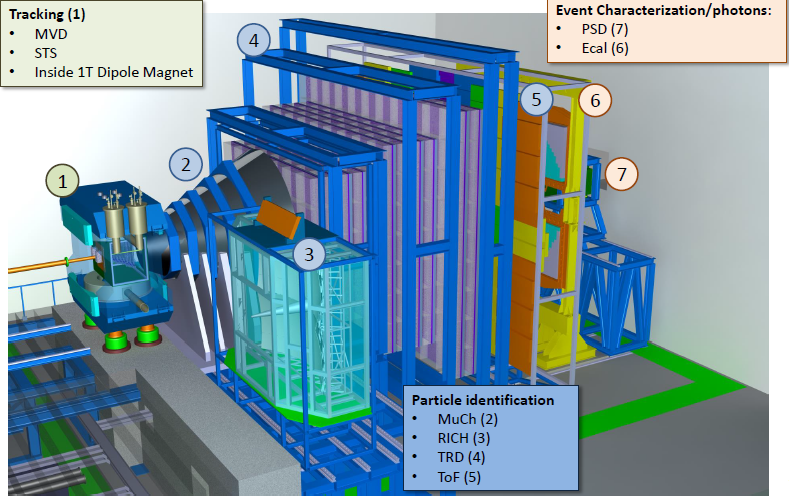 Tracking (1)
• MVD
• STS
• Inside 1T Dipole Magnet
Event Characterization/photons:
• PSD (7)
• Ecal (6)
4
5
6
2
7
1
3
Particle identification
• MuCh (2)
• RICH (3)
• TRD (4)
• ToF (5)